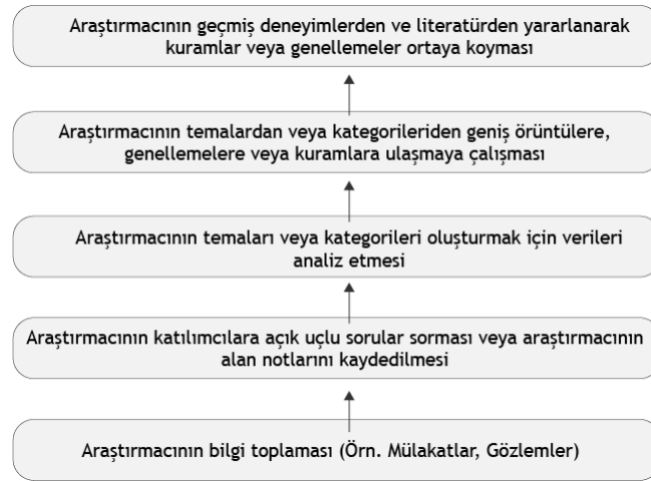 Araştırmacının geçmiş deneyimlerden ve literatürden yararlanarak
kuramlar veya genellemeler ortaya koyması
Araştırmacının temalardan veya kategorileriden geniş örüntülere,
genellemelere veya kuramlara ulaşmaya çalışması
Araştırmacının temaları veya kategorileri oluşturmak için verileri
analiz etmesi
Araştırmacının katılımcılara açık uçlu sorular sorması veya araştırmacının
alan notlarını kaydedilmesi
Araştırmacının bilgi toplaması (Örn. Mülakatlar, Gözlemler)